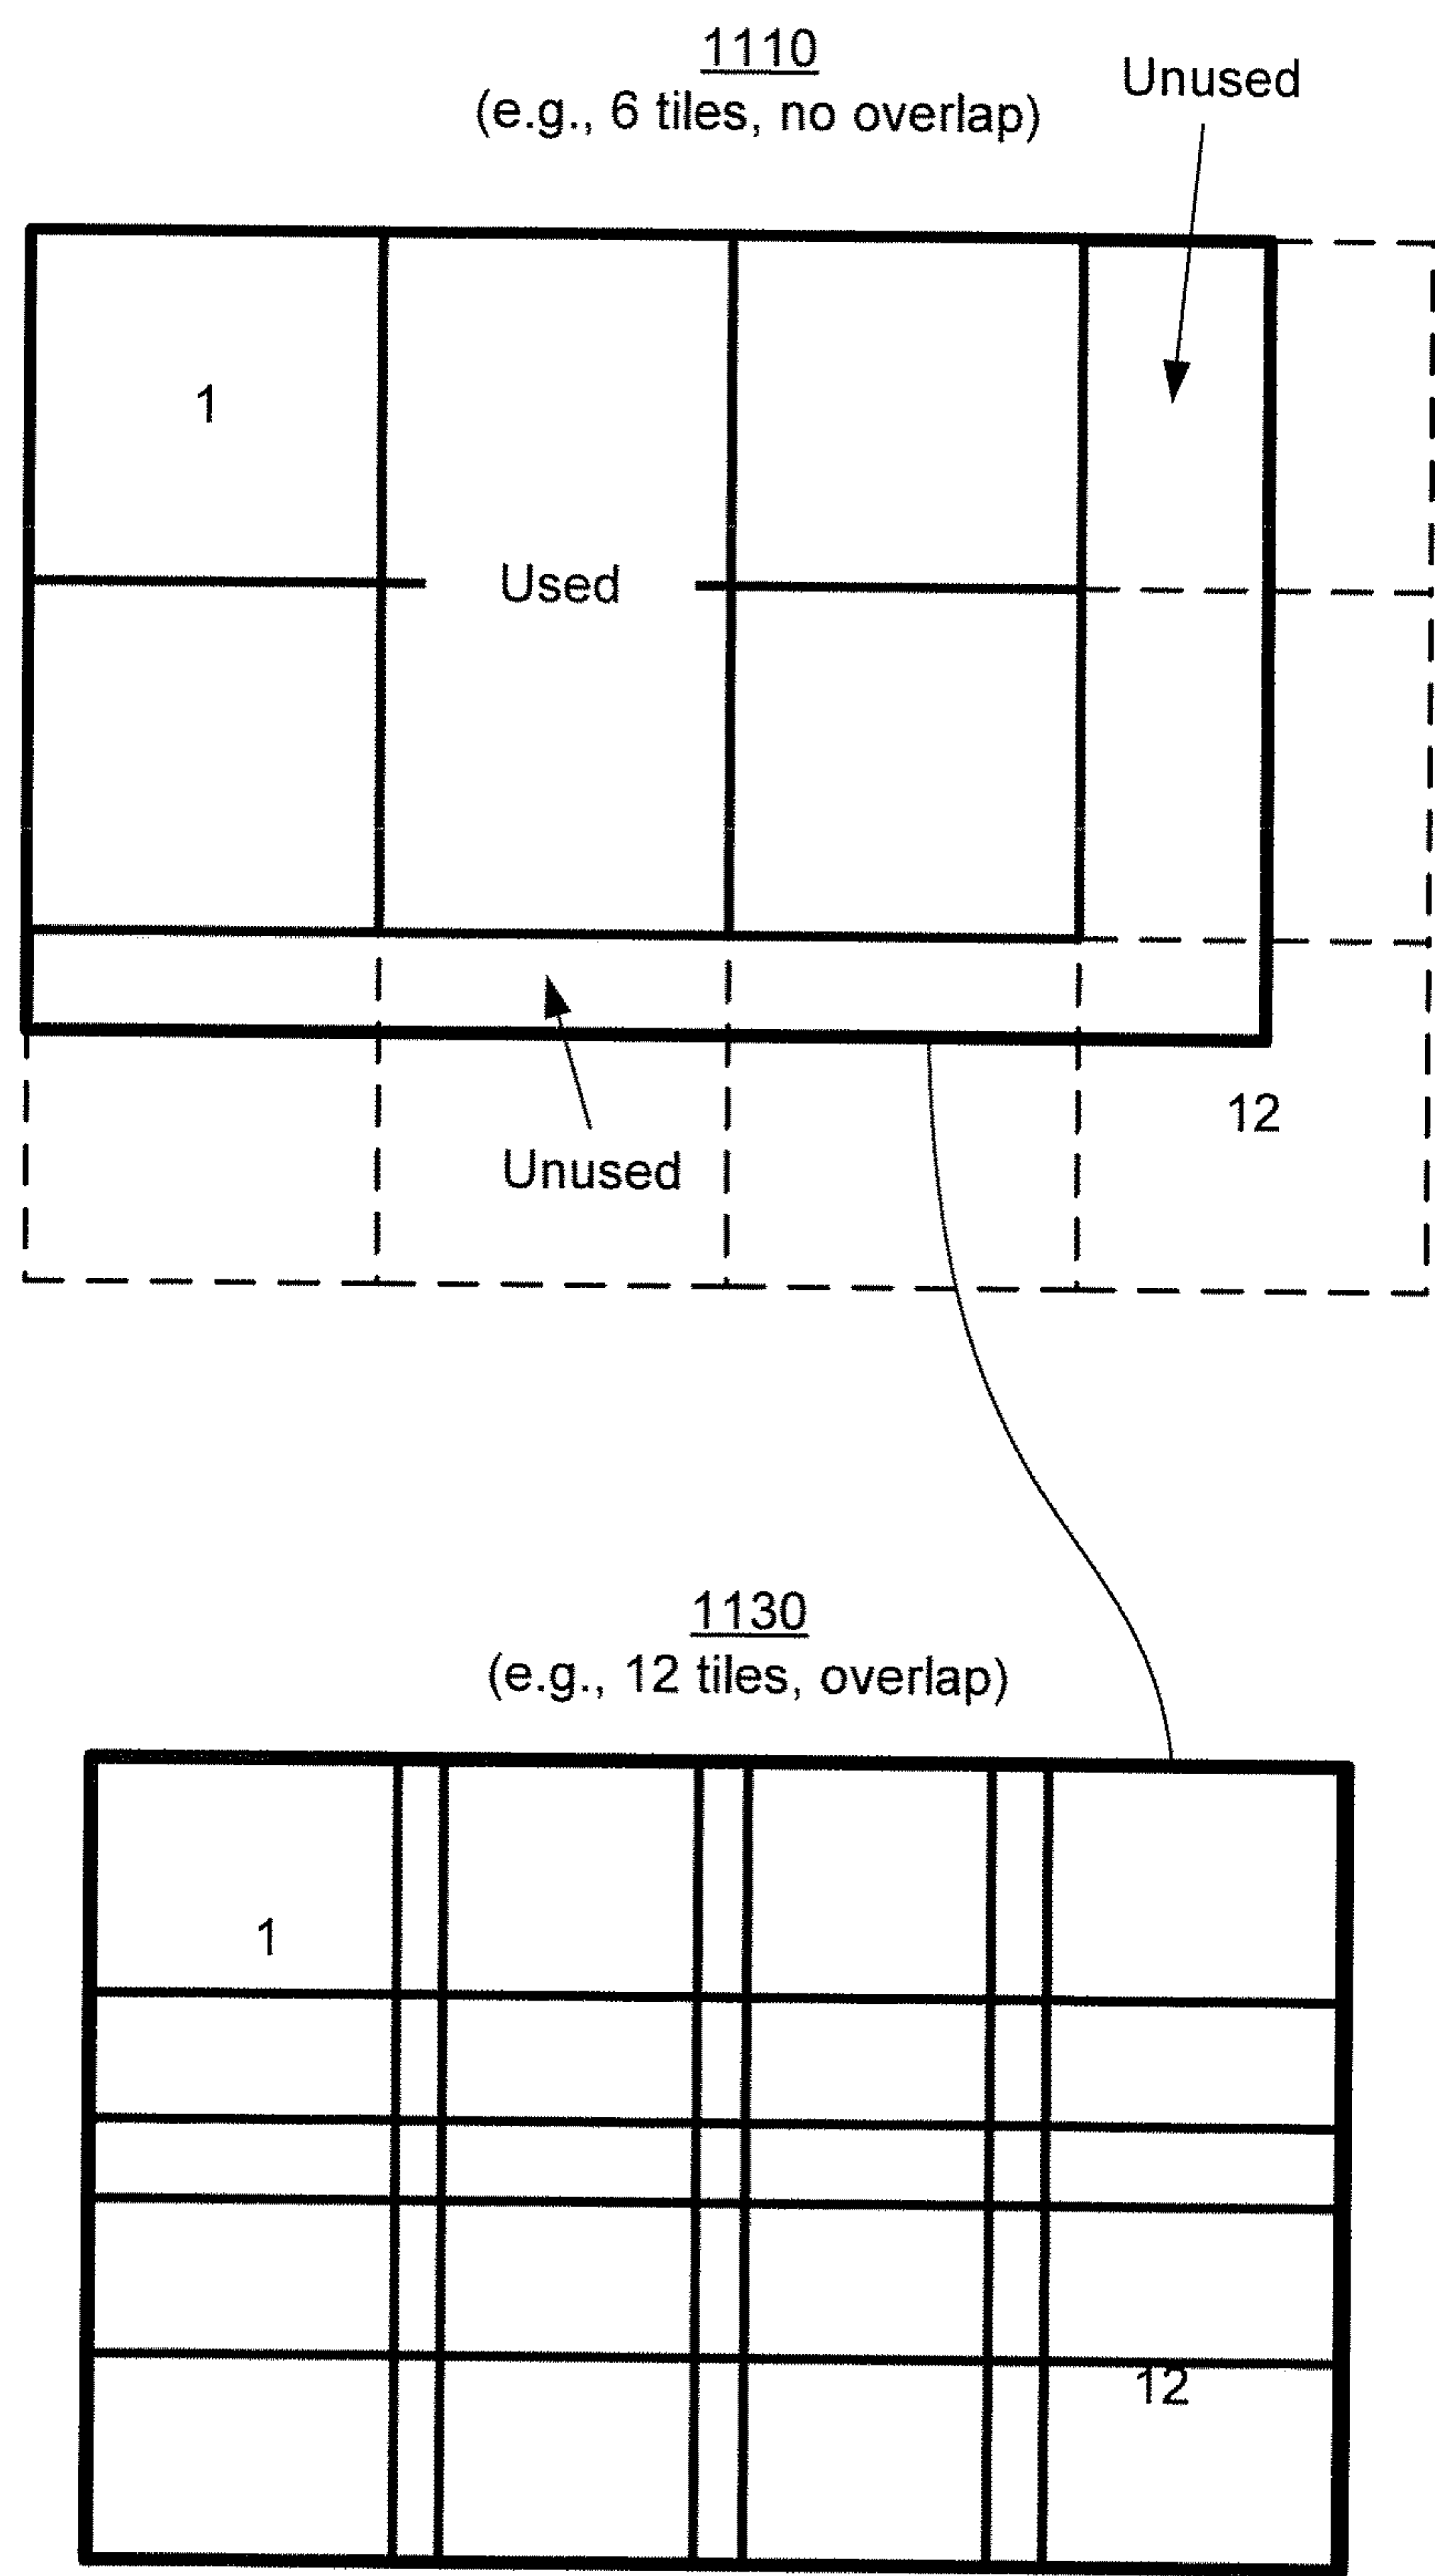 1110
(e.g., 6 tiles, no overlap)
Unused
1
Used
12
Unused
1130
(e.g., 12 tiles, overlap)
1
12